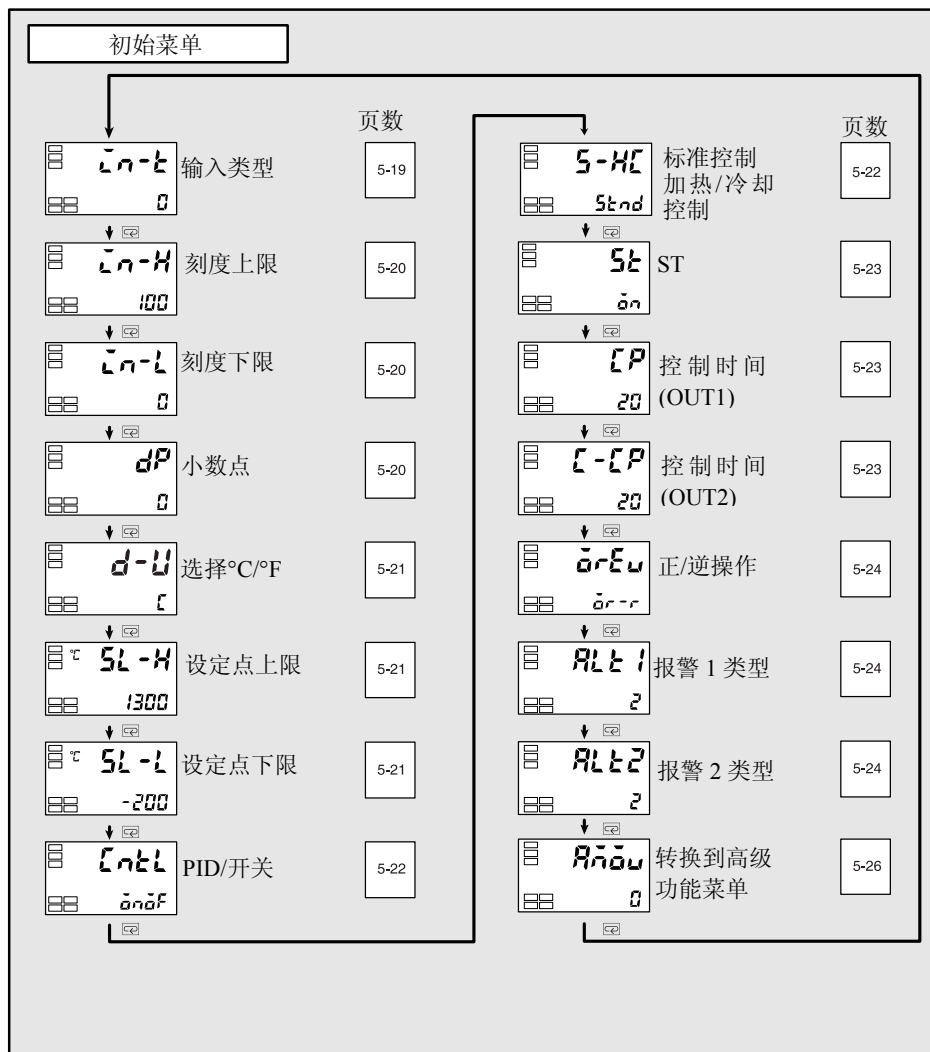 初始菜单
页数
in-t
输入类型
0
5-19
in-H
刻度上限
100
5-20
in-L
刻度下限
0
5-20
dP
小数点
0
5-20
d-U
选择°C/°F
C
5-21
℃
SL-H
设定点上限
1300
5-21
℃
SL-L
设定点下限
-200
5-21
CntL
PID/开关
onoF
5-22
页数
S-HC
标准控制
加热/冷却
控制
Stnd
5-22
St
ST
on
5-23
CP
控制时间
(OUT1)
20
5-23
C-CP
控制时间
(OUT2)
20
5-23
orEv
正/逆操作
or-r
5-24
ALt1
报警 1 类型
2
5-24
ALt2
报警 2 类型
2
5-24
Amov
转换到高级
功能菜单
0
5-26